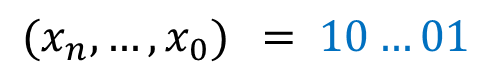 (xₙ, …, x₀) = 10 … 01